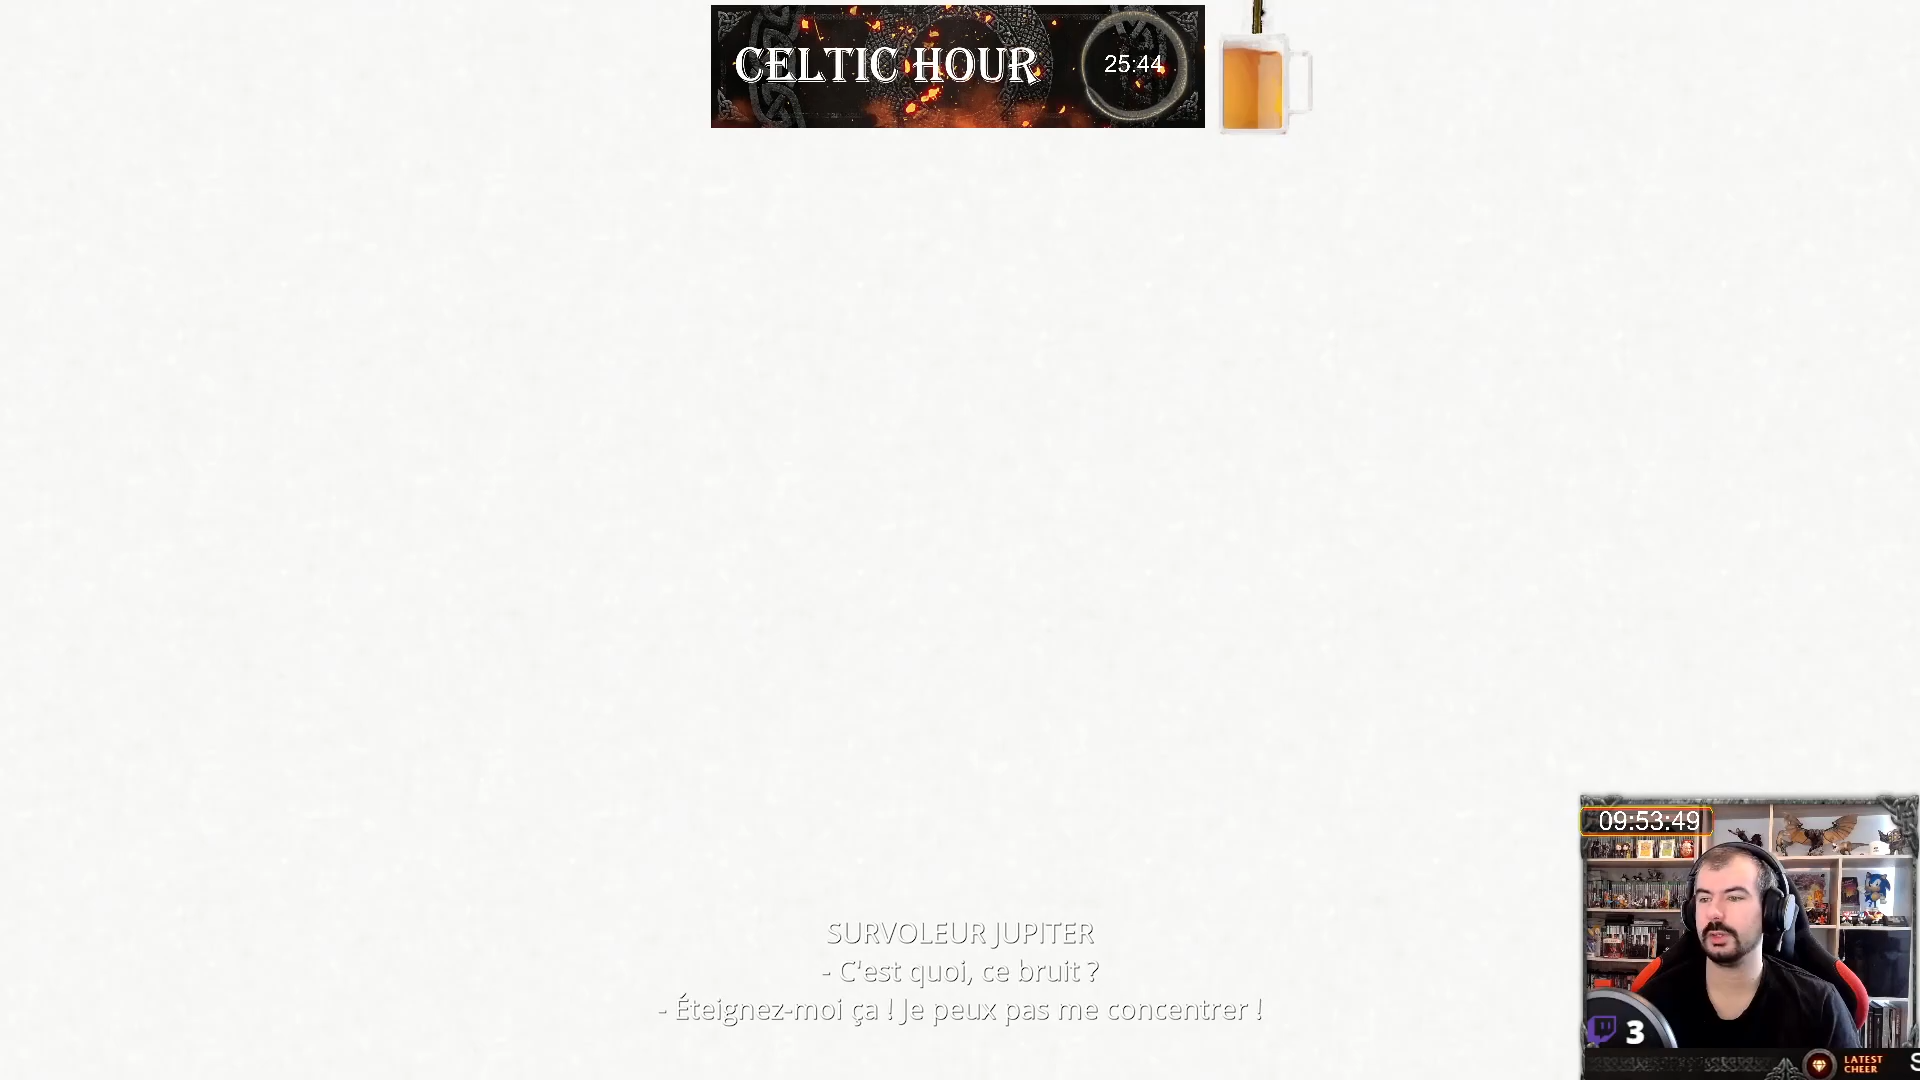 CELTIC HOUR
25:44
09:53:49
SURVOLEUR JUPITER
- C'est quoi, ce bruit ?
- Éteignez-moi ça ! Je peux pas me concentrer !
3
LATEST
CHEER
S